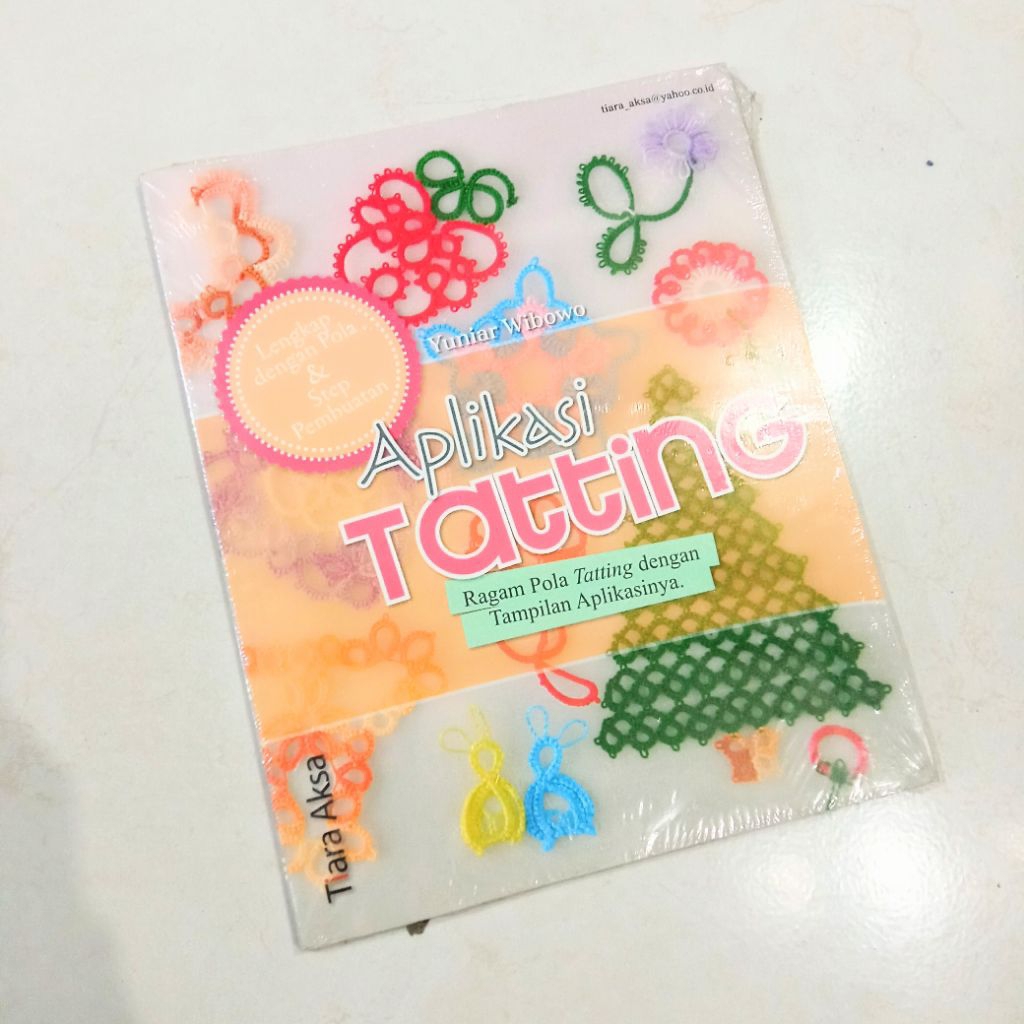 tiara_aksa@yahoo.co.id
Lengkap
dengan Pola
&
Step
Pembuatan
Yuniar Wibowo
Aplikasi
TattinG
Ragam Pola Tatting dengan
Tampilan Aplikasinya.
Tiara Aksa